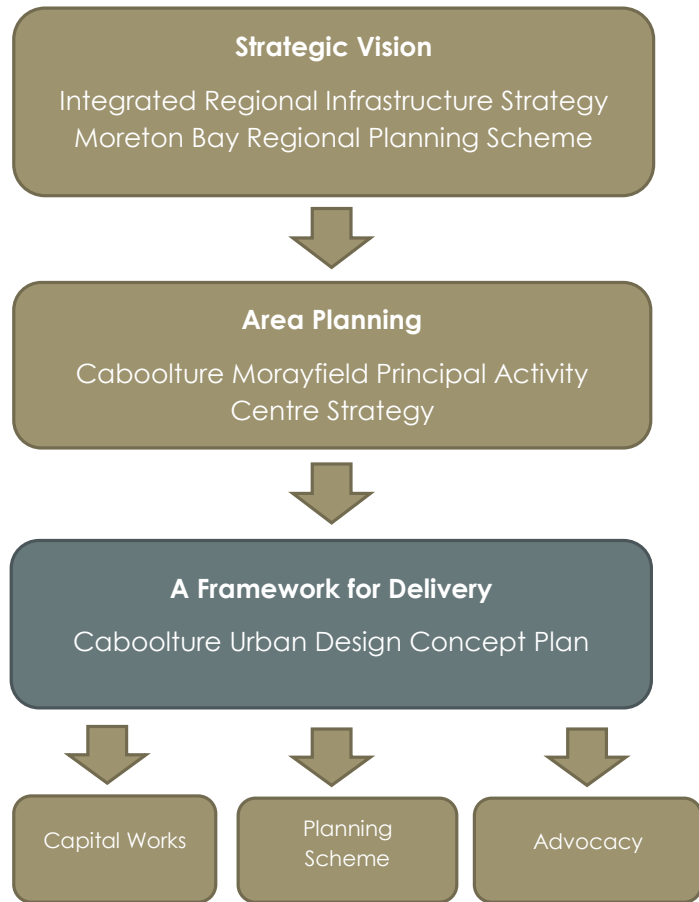 Strategic Vision
Integrated Regional Infrastructure Strategy
Moreton Bay Regional Planning Scheme
Area Planning
Caboolture Morayfield Principal Activity
Centre Strategy
A Framework for Delivery
Caboolture Urban Design Concept Plan
Capital Works
Planning
Scheme
Advocacy